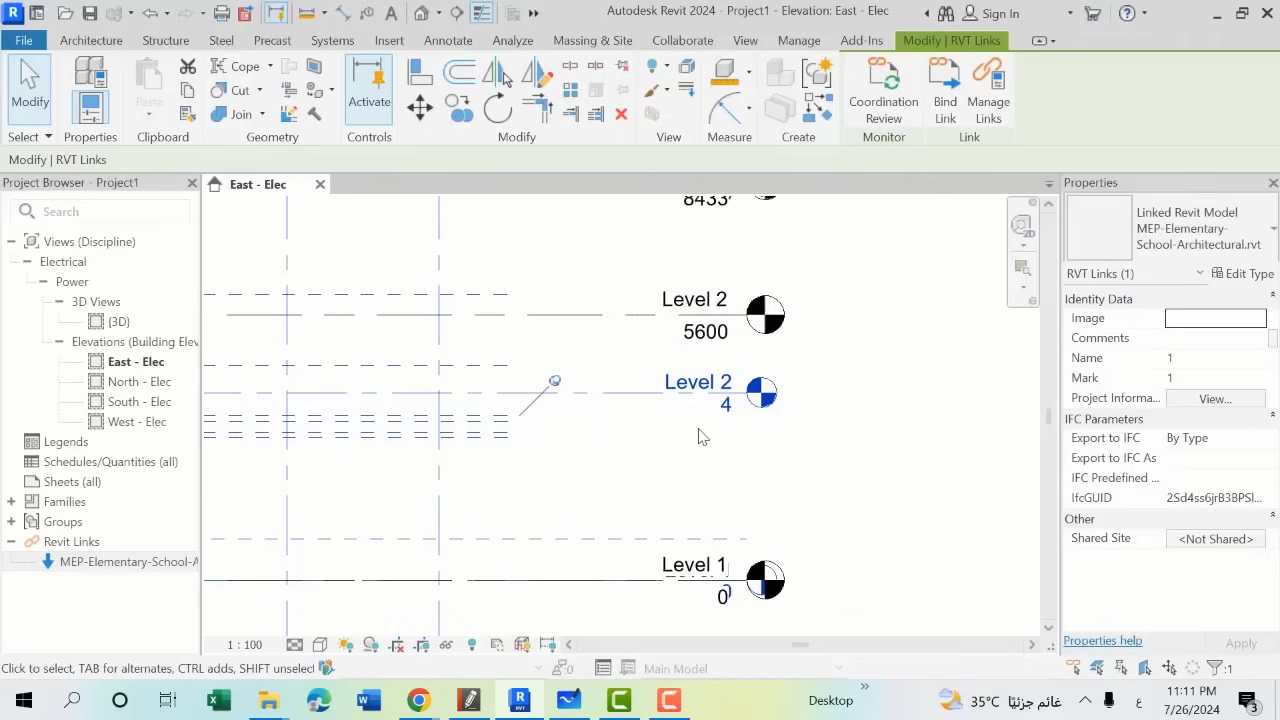 Autodesk Revit 2024 - Project1 - Elevation: East - Elec
Sign In
File
Architecture
Structure
Steel
Precast
Systems
Insert
Annotate
Analyze
Massing & Site
Collaborate
View
Manage
Add-Ins
Modify | RVT Links
Modify
Select
Properties
Paste
Clipboard
Cope
Cut
Join
Geometry
Activate
Controls
Modify
View
Measure
Create
Coordination
Review
Monitor
Bind
Link
Manage
Links
Link
Modify | RVT Links
Project Browser - Project1
Search
Views (Discipline)
Electrical
Power
3D Views
(3D)
Elevations (Building Elev
East - Elec
North - Elec
South - Elec
West - Elec
Legends
Schedules/Quantities (all)
Sheets (all)
Families
Groups
Revit Links
MEP-Elementary-School-A
East - Elec
8433
Level 2
5600
Level 2
4
Level 1
0
2D
1 : 100
Properties
Linked Revit Model
MEP-Elementary-
School-Architectural.rvt
RVT Links (1)
Edit Type
Identity Data
Image
Comments
Name 1
Mark 1
Project Informa... View...
IFC Parameters
Export to IFC By Type
Export to IFC As
IFC Predefined ...
IfcGUID 2Sd4ss6jrB3BPSl...
Other
Shared Site <Not Shared>
Properties help
Apply
Click to select, TAB for alternates, CTRL adds, SHIFT unselect
:0
Main Model
:1
Desktop
35°C غائم جزئيًا
ع
11:11 PM
7/26/2024
3